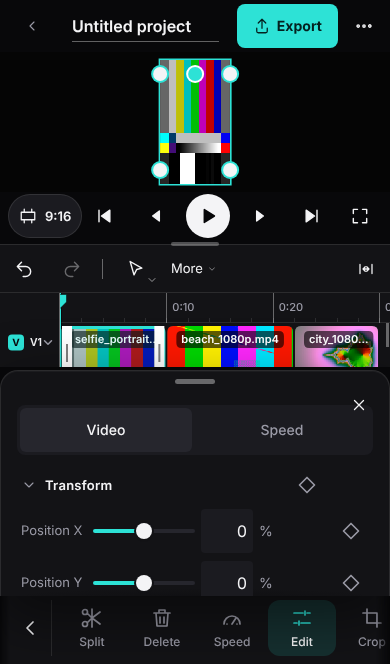 Untitled project
Export
9:16
More
0:10
0:20
V
V1
selfie_portrait...
beach_1080p.mp4
city_1080...
Video
Speed
Transform
Position X
0
%
Position Y
0
%
Split
Delete
Speed
Edit
Crop